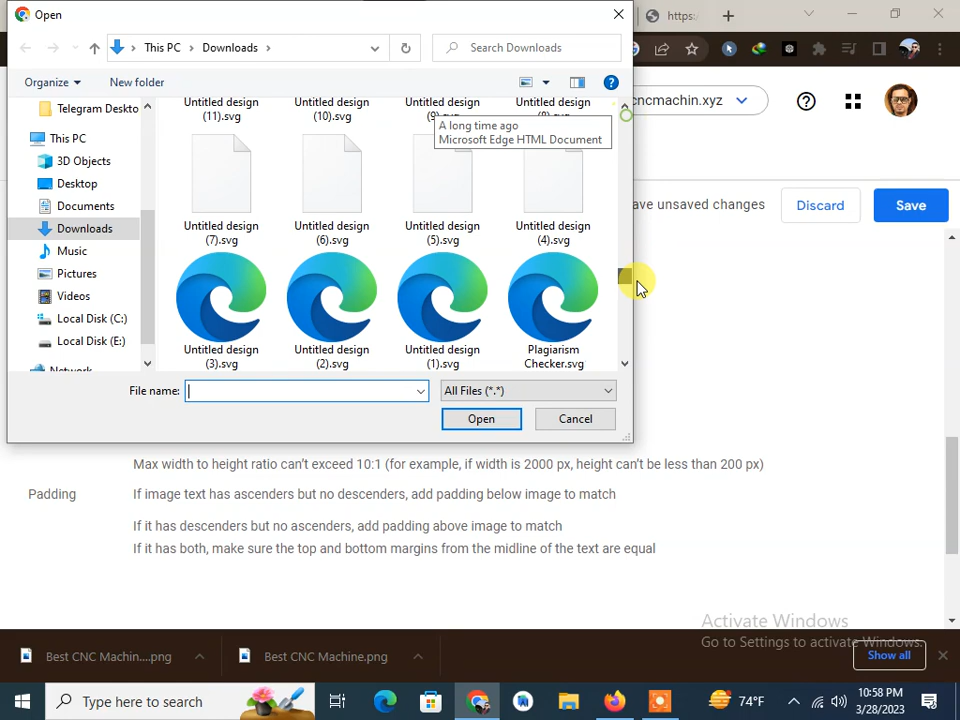 Open
https:
This PC
Downloads
Search Downloads
Organize
New folder
ncmachin.xyz
Telegram Deskto
This PC
3D Objects
Desktop
Documents
Downloads
Music
Pictures
Videos
Local Disk (C:)
Local Disk (E:)
Network
Untitled design
(11).svg
Untitled design
(10).svg
Untitled design
(9).svg
Untitled design
(8).svg
A long time ago
Microsoft Edge HTML Document
Untitled design
(7).svg
Untitled design
(6).svg
Untitled design
(5).svg
Untitled design
(4).svg
Untitled design
(3).svg
Untitled design
(2).svg
Untitled design
(1).svg
Plagiarism
Checker.svg
File name:
All Files (*.*)
Open
Cancel
ave unsaved changes
Discard
Save
Max width to height ratio can't exceed 10:1 (for example, if width is 2000 px, height can't be less than 200 px)
Padding
If image text has ascenders but no descenders, add padding below image to match
If it has descenders but no ascenders, add padding above image to match
If it has both, make sure the top and bottom margins from the midline of the text are equal
Activate Windows
Go to Settings to activate Windows.
Best CNC Machin....png
Best CNC Machine.png
Show all
Type here to search
74°F
10:58 PM
3/28/2023